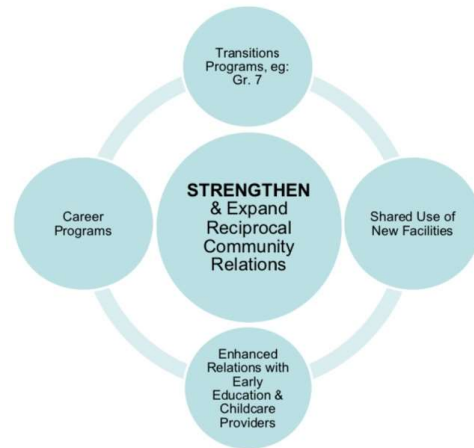 Transitions
Programs, eg:
Gr. 7
STRENGTHEN
& Expand
Reciprocal
Community
Relations
Career
Programs
Shared Use of
New Facilities
Enhanced
Relations with
Early
Education &
Childcare
Providers